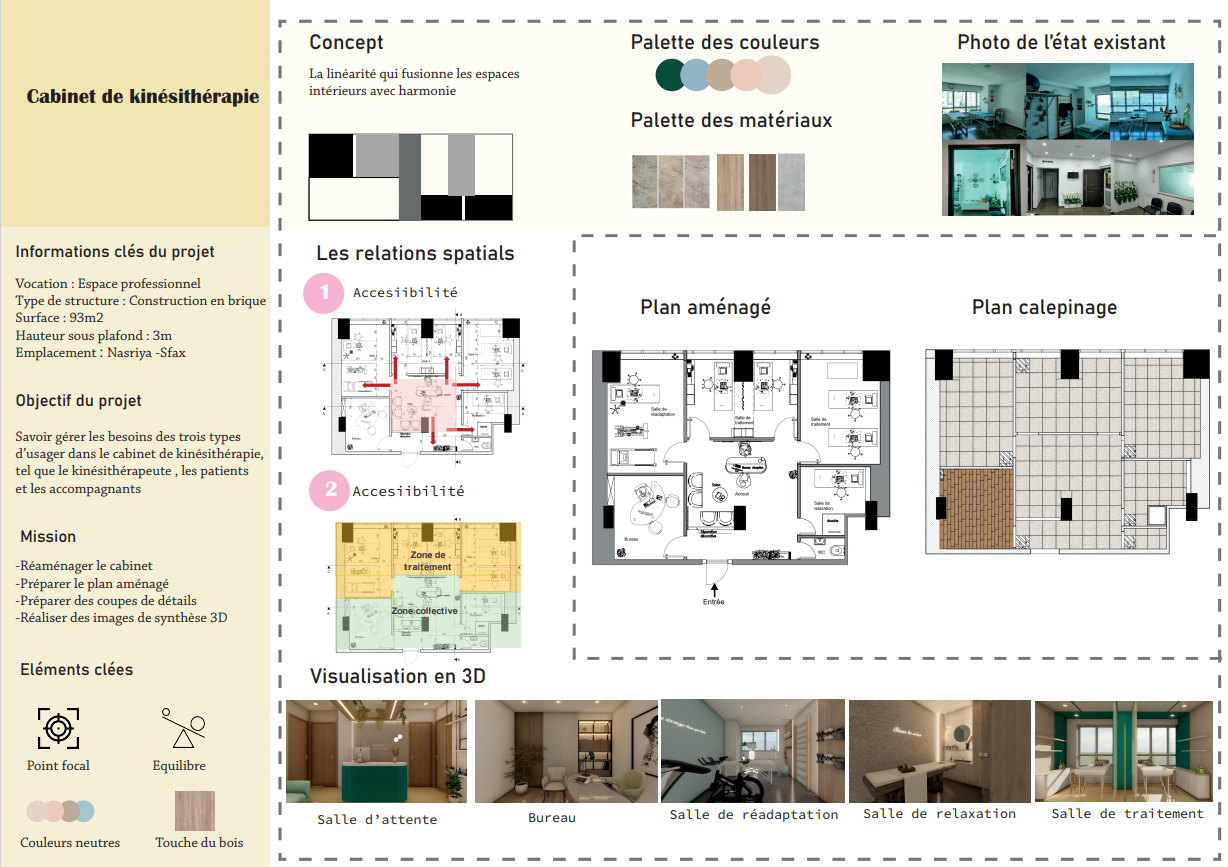 Cabinet de kinésithérapie
Informations clés du projet
Vocation : Espace professionnel
Type de structure : Construction en brique
Surface : 93m2
Hauteur sous plafond : 3m
Emplacement : Nasriya -Sfax
Objectif du projet
Savoir gérer les besoins des trois types
d'usager dans le cabinet de kinésithérapie,
tel que le kinésithérapeute , les patients
et les accompagnants
Mission
-Réaménager le cabinet
-Préparer le plan aménagé
-Préparer des coupes de détails
-Réaliser des images de synthèse 3D
Eléments clées
Point focal
Equilibre
Couleurs neutres
Touche du bois
Concept
La linéarité qui fusionne les espaces
intérieurs avec harmonie
Palette des couleurs
Palette des matériaux
Photo de l'état existant
Les relations spatials
1
Accesiibilité
2
Accesiibilité
Zone de
traitement
Zone collective
Plan aménagé
Salle de
réadaptation
Salle de
traitement
Salle de
traitement
Salle de
relaxation
Acceuil
Bureau
WC
Entrée
Plan calepinage
Visualisation en 3D
Salle d'attente
Bureau
Salle de réadaptation
Salle de relaxation
Salle de traitement